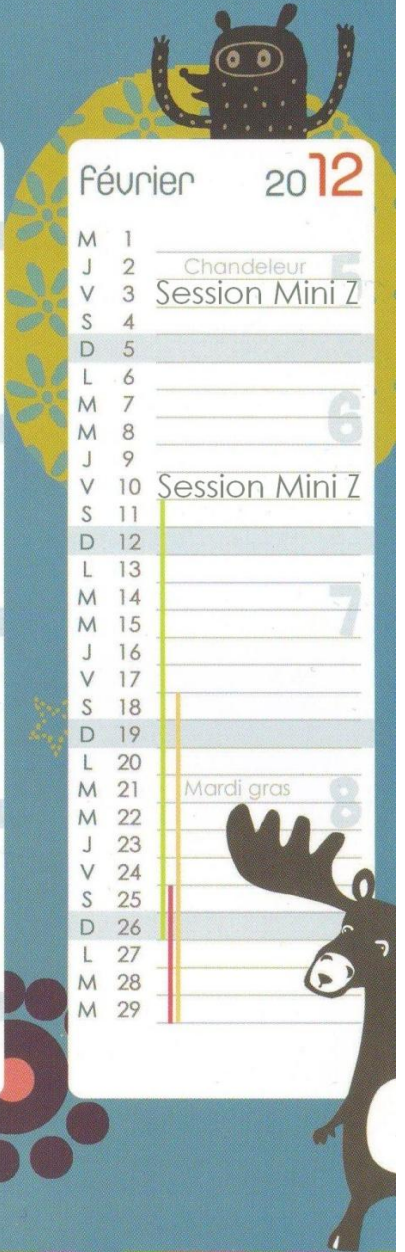 février 2012
M 1
J 2 Chandeleur 5
V 3 Session Mini Z
S 4
D 5
L 6
M 7 6
M 8
J 9
V 10 Session Mini Z
S 11
D 12
L 13
M 14 7
M 15
J 16
V 17
S 18
D 19
L 20
M 21 Mardi gras 8
M 22
J 23
V 24
S 25
D 26
L 27
M 28
M 29